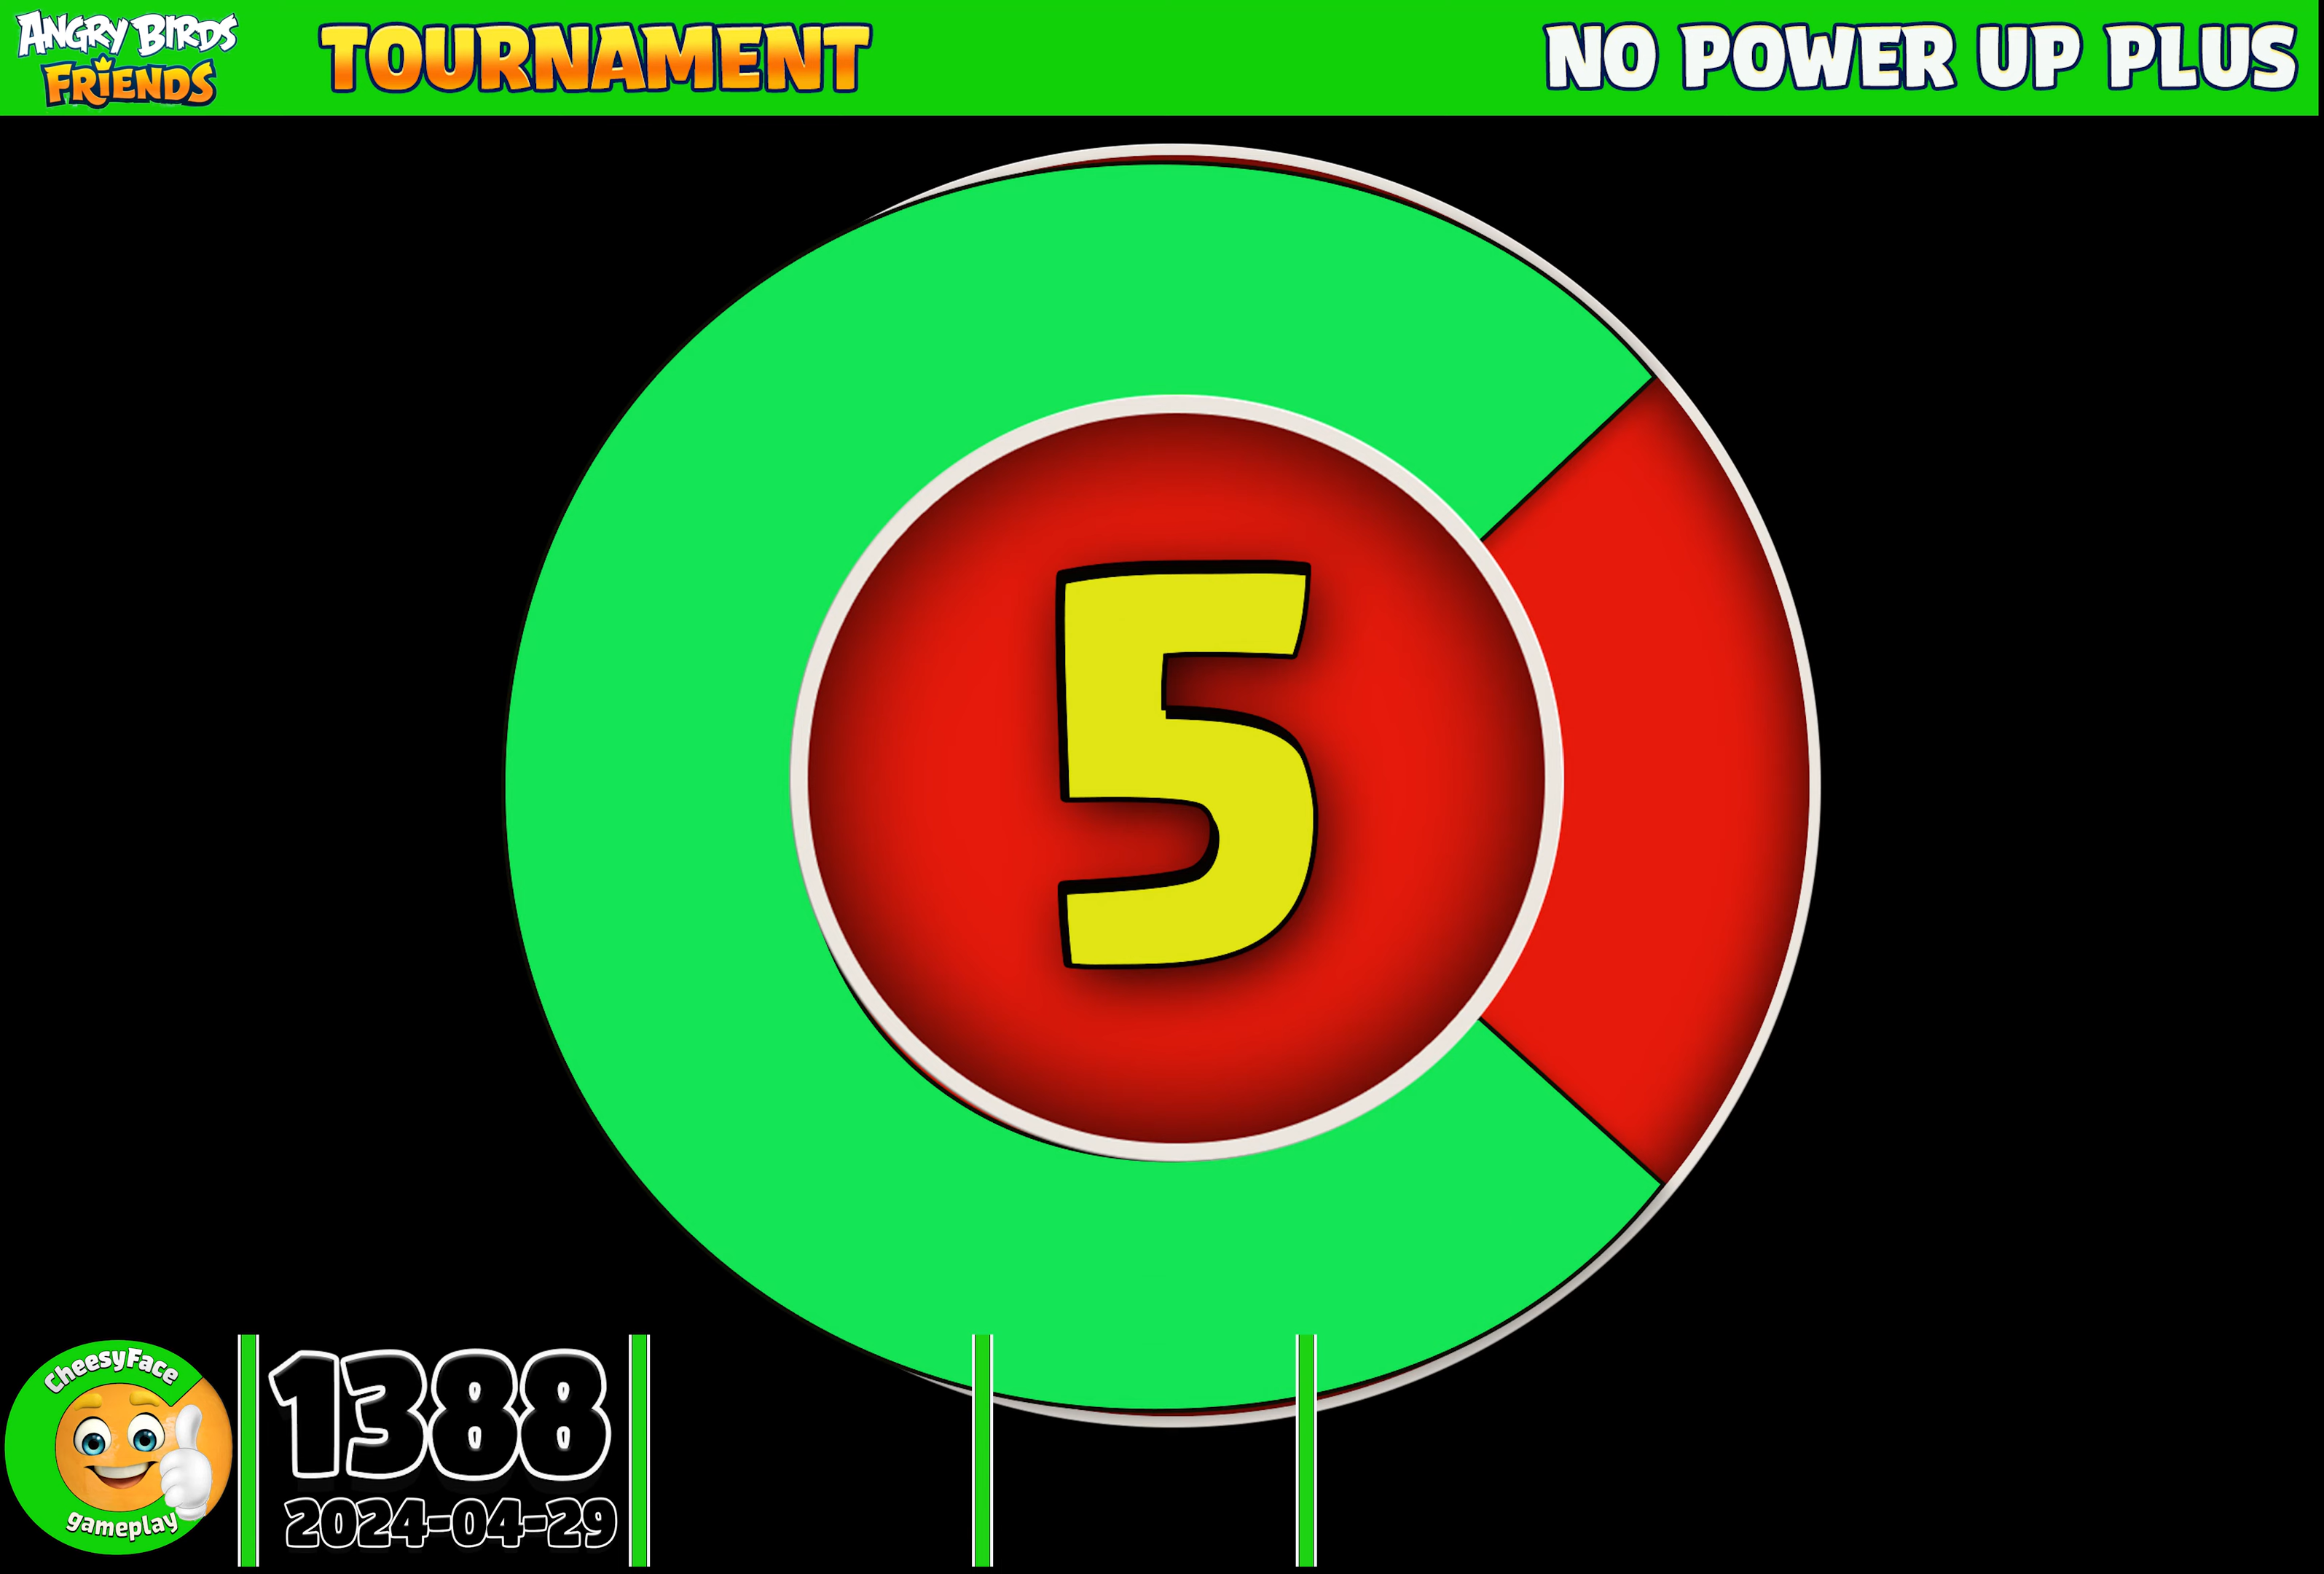 ANGRY BIRDS
FRIENDS
TOURNAMENT
NO POWER UP PLUS
5
CheesyFace
gameplay
1388
2024-04-29